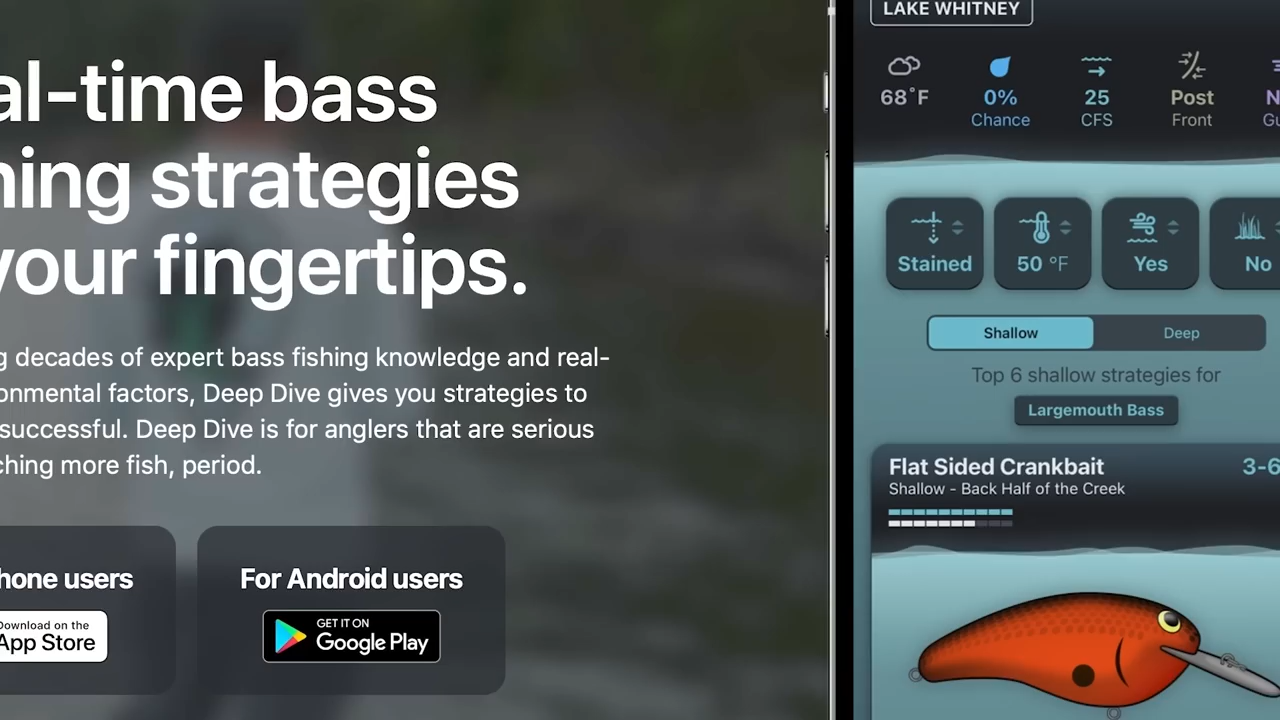 al-time bass
ning strategies
your fingertips.
g decades of expert bass fishing knowledge and real-
onmental factors, Deep Dive gives you strategies to
successful. Deep Dive is for anglers that are serious
ching more fish, period.
hone users
Download on the
App Store
For Android users
GET IT ON
Google Play
LAKE WHITNEY
68°F
0%
Chance
25
CFS
Post
Front
N
Gu
Stained
50 °F
Yes
No
Shallow
Deep
Top 6 shallow strategies for
Largemouth Bass
Flat Sided Crankbait
3-6
Shallow - Back Half of the Creek